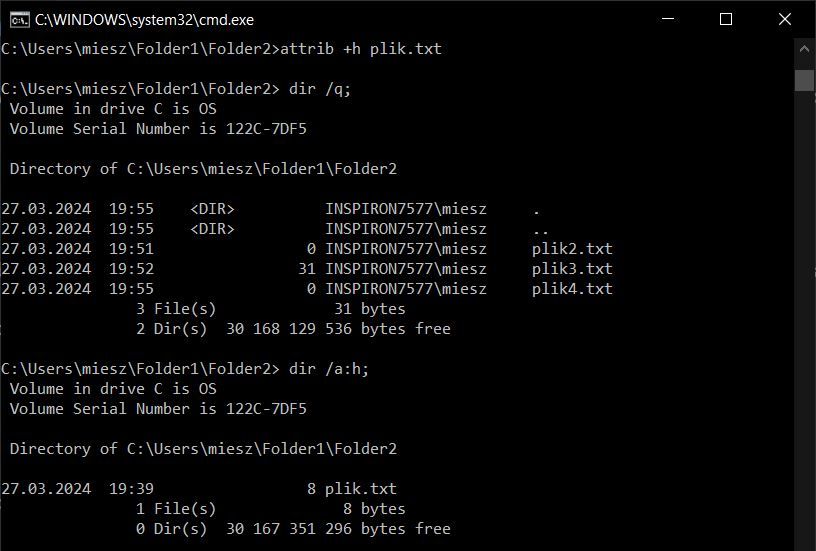 C:\WINDOWS\system32\cmd.exe
C:\Users\miesz\Folder1\Folder2>attrib +h plik.txt
C:\Users\miesz\Folder1\Folder2> dir /q;
Volume in drive C is OS
Volume Serial Number is 122C-7DF5
Directory of C:\Users\miesz\Folder1\Folder2
27.03.2024  19:55    <DIR>          INSPIRON7577\miesz     .
27.03.2024  19:55    <DIR>          INSPIRON7577\miesz     ..
27.03.2024  19:51                 0 INSPIRON7577\miesz     plik2.txt
27.03.2024  19:52                31 INSPIRON7577\miesz     plik3.txt
27.03.2024  19:55                 0 INSPIRON7577\miesz     plik4.txt
3 File(s)             31 bytes
2 Dir(s)  30 168 129 536 bytes free
C:\Users\miesz\Folder1\Folder2> dir /a:h;
Volume in drive C is OS
Volume Serial Number is 122C-7DF5
Directory of C:\Users\miesz\Folder1\Folder2
27.03.2024  19:39                 8 plik.txt
1 File(s)              8 bytes
0 Dir(s)  30 167 351 296 bytes free